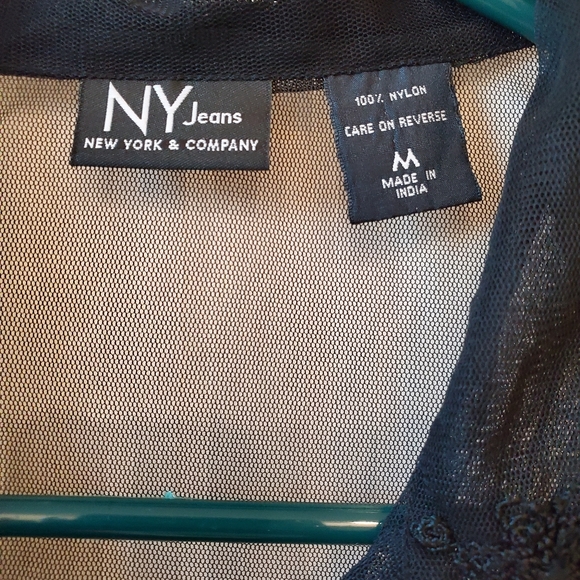 NY Jeans
NEW YORK & COMPANY
100% NYLON
CARE ON REVERSE
M
MADE IN
INDIA